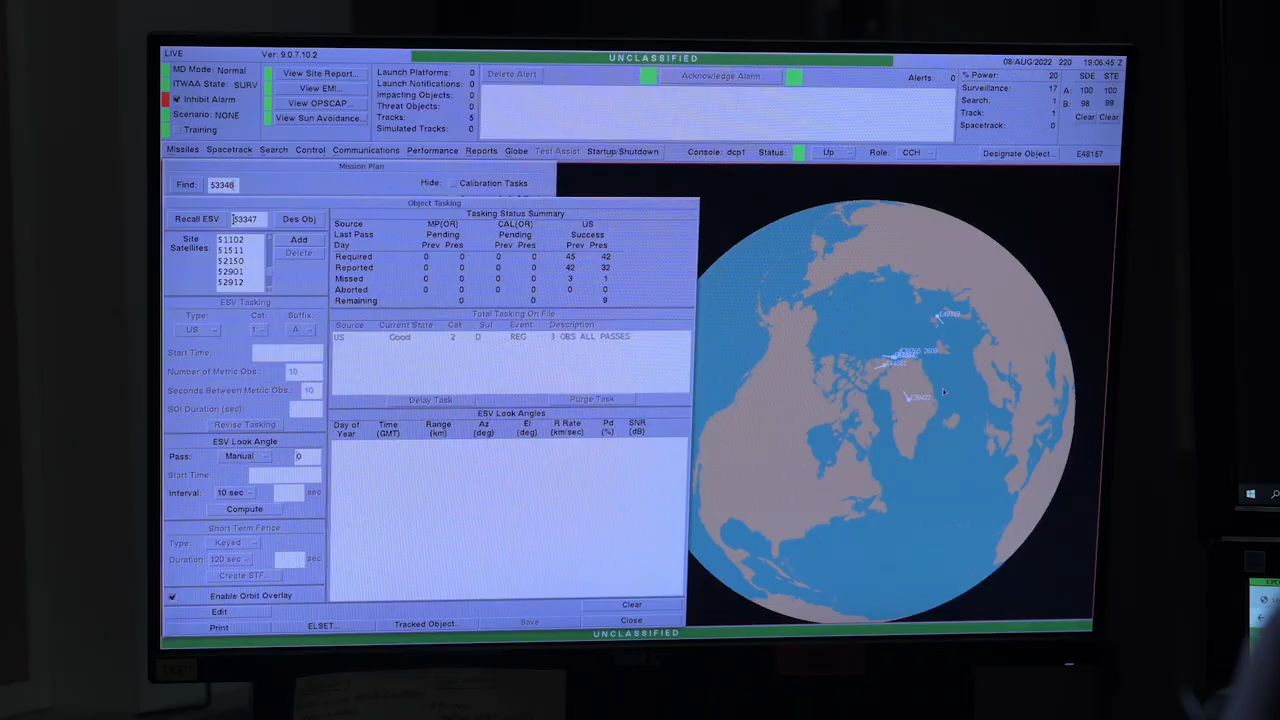 LIVE Ver: 9.0.7.10.2 UNCLASSIFIED 08/AUG/2022 220 19:06:45 Z
MD Mode: Normal
ITWAA State: SURV
Inhibit Alarm
Scenario: NONE
Training
View Site Report...
View EMI...
View OPSCAP...
View Sun Avoidance...
Launch Platforms: 0
Launch Notifications: 0
Impacting Objects: 0
Threat Objects: 0
Tracks: 5
Simulated Tracks: 0
Delete Alert Acknowledge Alarm Alerts: 0
% Power: 20
Surveillance: 17
Search: 1
Track: 1
Spacetrack: 0
SDE STE
A: 100 100
B: 98 99
Clear Clear
Missiles Spacetrack Search Control Communications Performance Reports Globe Test Assist Startup/Shutdown Console: dcp1 Status: Up Role: CCH Designate Object... E48157
Mission Plan
Find: 53346 Hide: Calibration Tasks
Object Tasking
Recall ESV 53347 Des Obj
Site Satellites:
51102
51511
52150
52901
52912
Add
Delete
ESV Tasking
Type: Cat: Suffix:
US 1 A
Start Time:
Number of Metric Obs: 10
Seconds Between Metric Obs: 10
SOI Duration (sec)
Revise Tasking
ESV Look Angle
Pass: Manual 0
Start Time:
Interval: 10 sec sec
Compute
Short Term Fence
Type: Keyed
Duration: 120 sec
Create STF...
Enable Orbit Overlay
Edit
Print
Tasking Status Summary
Source MP(OR) CAL(OR) US
Last Pass Pending Pending Success
Day Prev Pres Prev Pres Prev Pres
Required 0 0 0 0 45 42
Reported 0 0 0 0 42 32
Missed 0 0 0 0 3 1
Aborted 0 0 0 0 0 0
Remaining 0 0 9
Total Tasking On File
Source Current State Cat Suf Event Description
US Good 2 D REG 3 OBS ALL PASSES
Delay Task Purge Task
ESV Look Angles
Day of Year Time (GMT) Range (km) Az (deg) El (deg) R Rate (km/sec) Pd (%) SNR (dB)
Clear
ELSET... Tracked Object... Save Close
UNCLASSIFIED